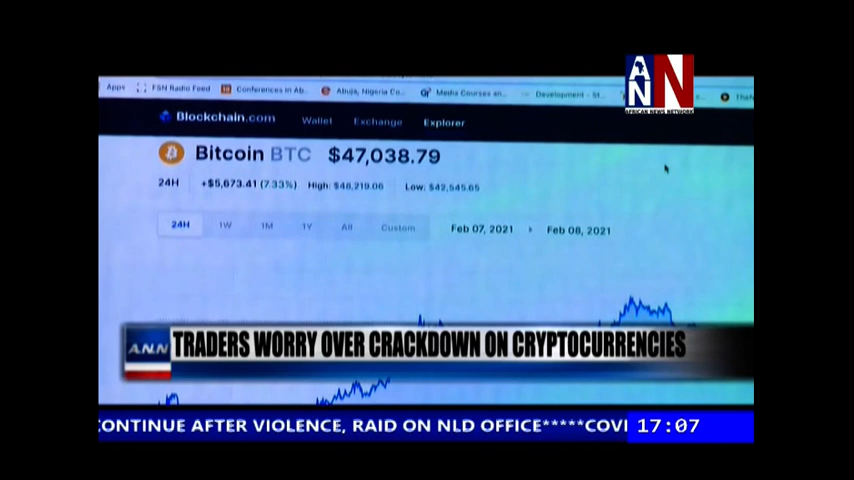 ANN
AFRICAN NEWS NETWORK
Apps FSN Radio Feed Conferences in Ab... Abuja, Nigeria Co... Media Courses an... Development - St...
Blockchain.com Wallet Exchange Explorer
Bitcoin BTC $47,038.79
24H +$5,673.41 (7.33%) High: $48,219.06 Low: $42,545.65
24H 1W 1M 1Y All Custom Feb 07, 2021 Feb 08, 2021
A.N.N TRADERS WORRY OVER CRACKDOWN ON CRYPTOCURRENCIES
CONTINUE AFTER VIOLENCE, RAID ON NLD OFFICE*****COVI 17:07